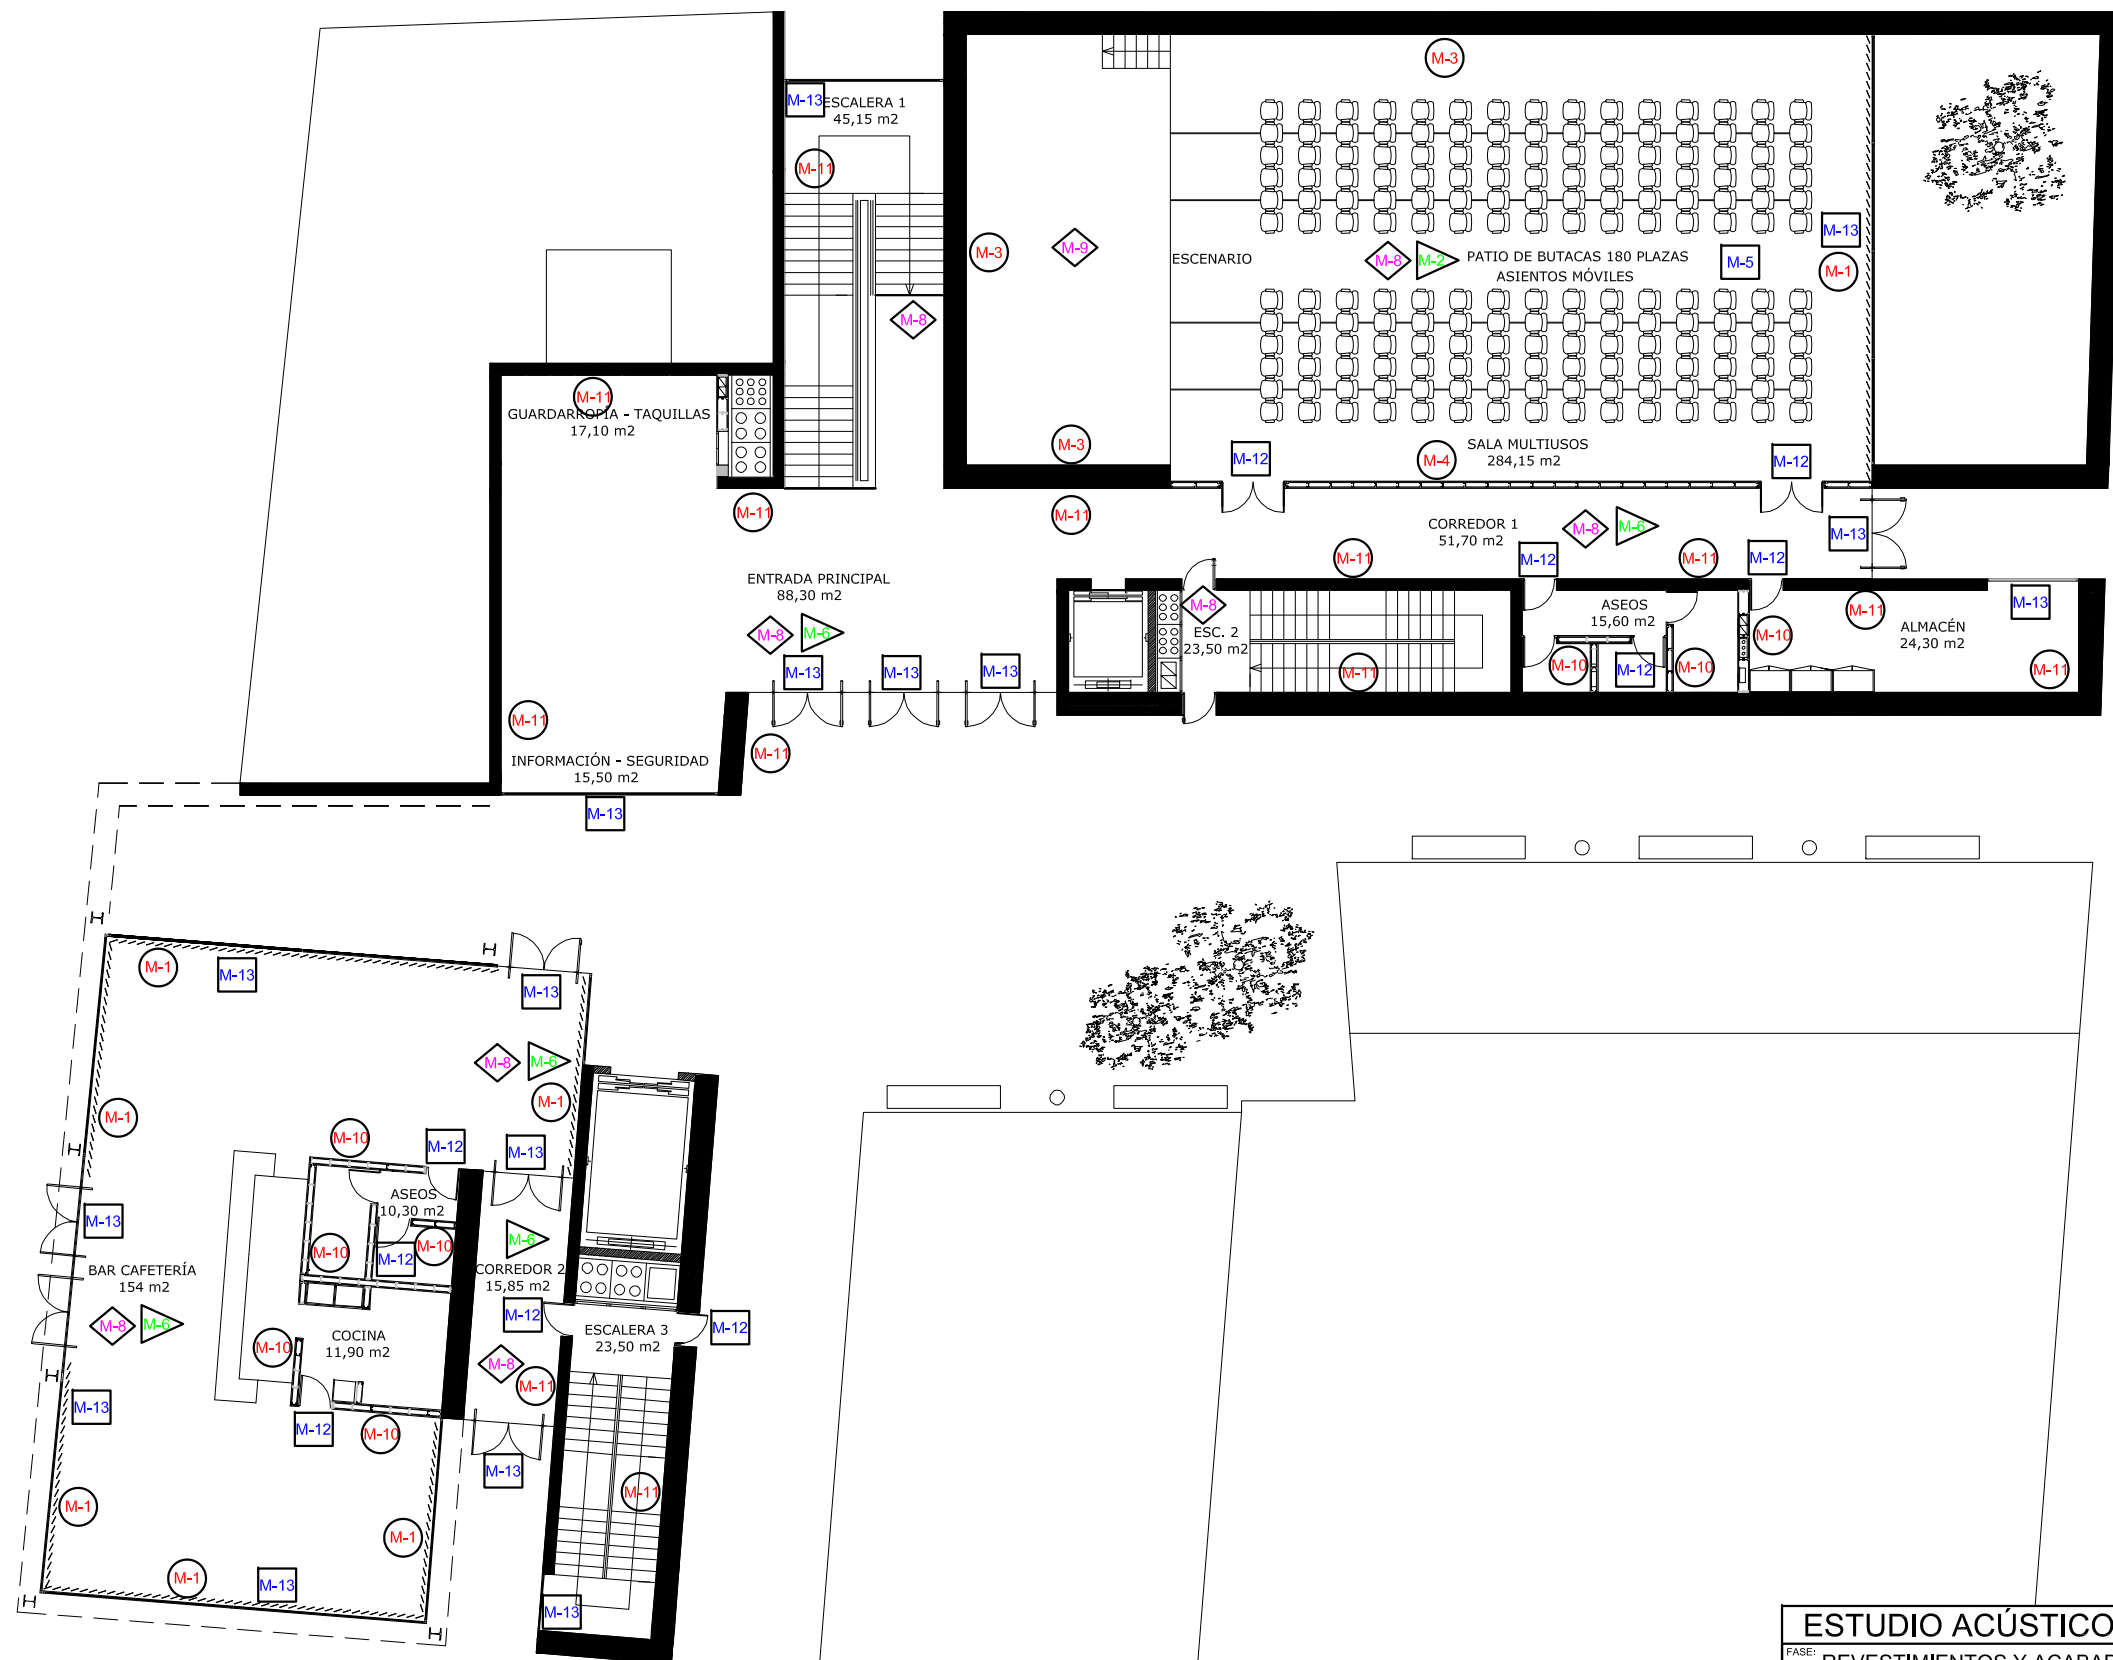 M-3
M-13
ESCALERA 1
45,15 m2
M-11
M-3
M-9
ESCENARIO
M-8
M-2
PATIO DE BUTACAS 180 PLAZAS
ASIENTOS MÓVILES
M-5
M-13
M-1
M-8
M-11
GUARDARROPÍA - TAQUILLAS
17,10 m2
M-3
M-12
M-4
SALA MULTIUSOS
284,15 m2
M-12
M-11
M-11
CORREDOR 1
51,70 m2
M-8
M-6
M-13
M-11
M-12
M-11
M-12
ENTRADA PRINCIPAL
88,30 m2
M-8
M-6
M-8
ESC. 2
23,50 m2
M-11
ASEOS
15,60 m2
M-10
M-12
M-10
M-10
M-11
M-13
ALMACÉN
24,30 m2
M-11
M-13
M-13
M-13
M-11
M-11
INFORMACIÓN - SEGURIDAD
15,50 m2
M-13
M-1
M-13
M-13
M-8
M-6
M-1
M-1
M-10
M-12
M-13
ASEOS
10,30 m2
M-13
M-10
M-12
M-10
M-6
BAR CAFETERÍA
154 m2
M-8
M-6
CORREDOR 2
15,85 m2
M-12
ESCALERA 3
23,50 m2
M-12
COCINA
11,90 m2
M-10
M-8
M-11
M-13
M-12
M-10
M-13
M-11
M-1
M-1
M-1
M-13
M-13
ESTUDIO ACÚSTICO
FASE: